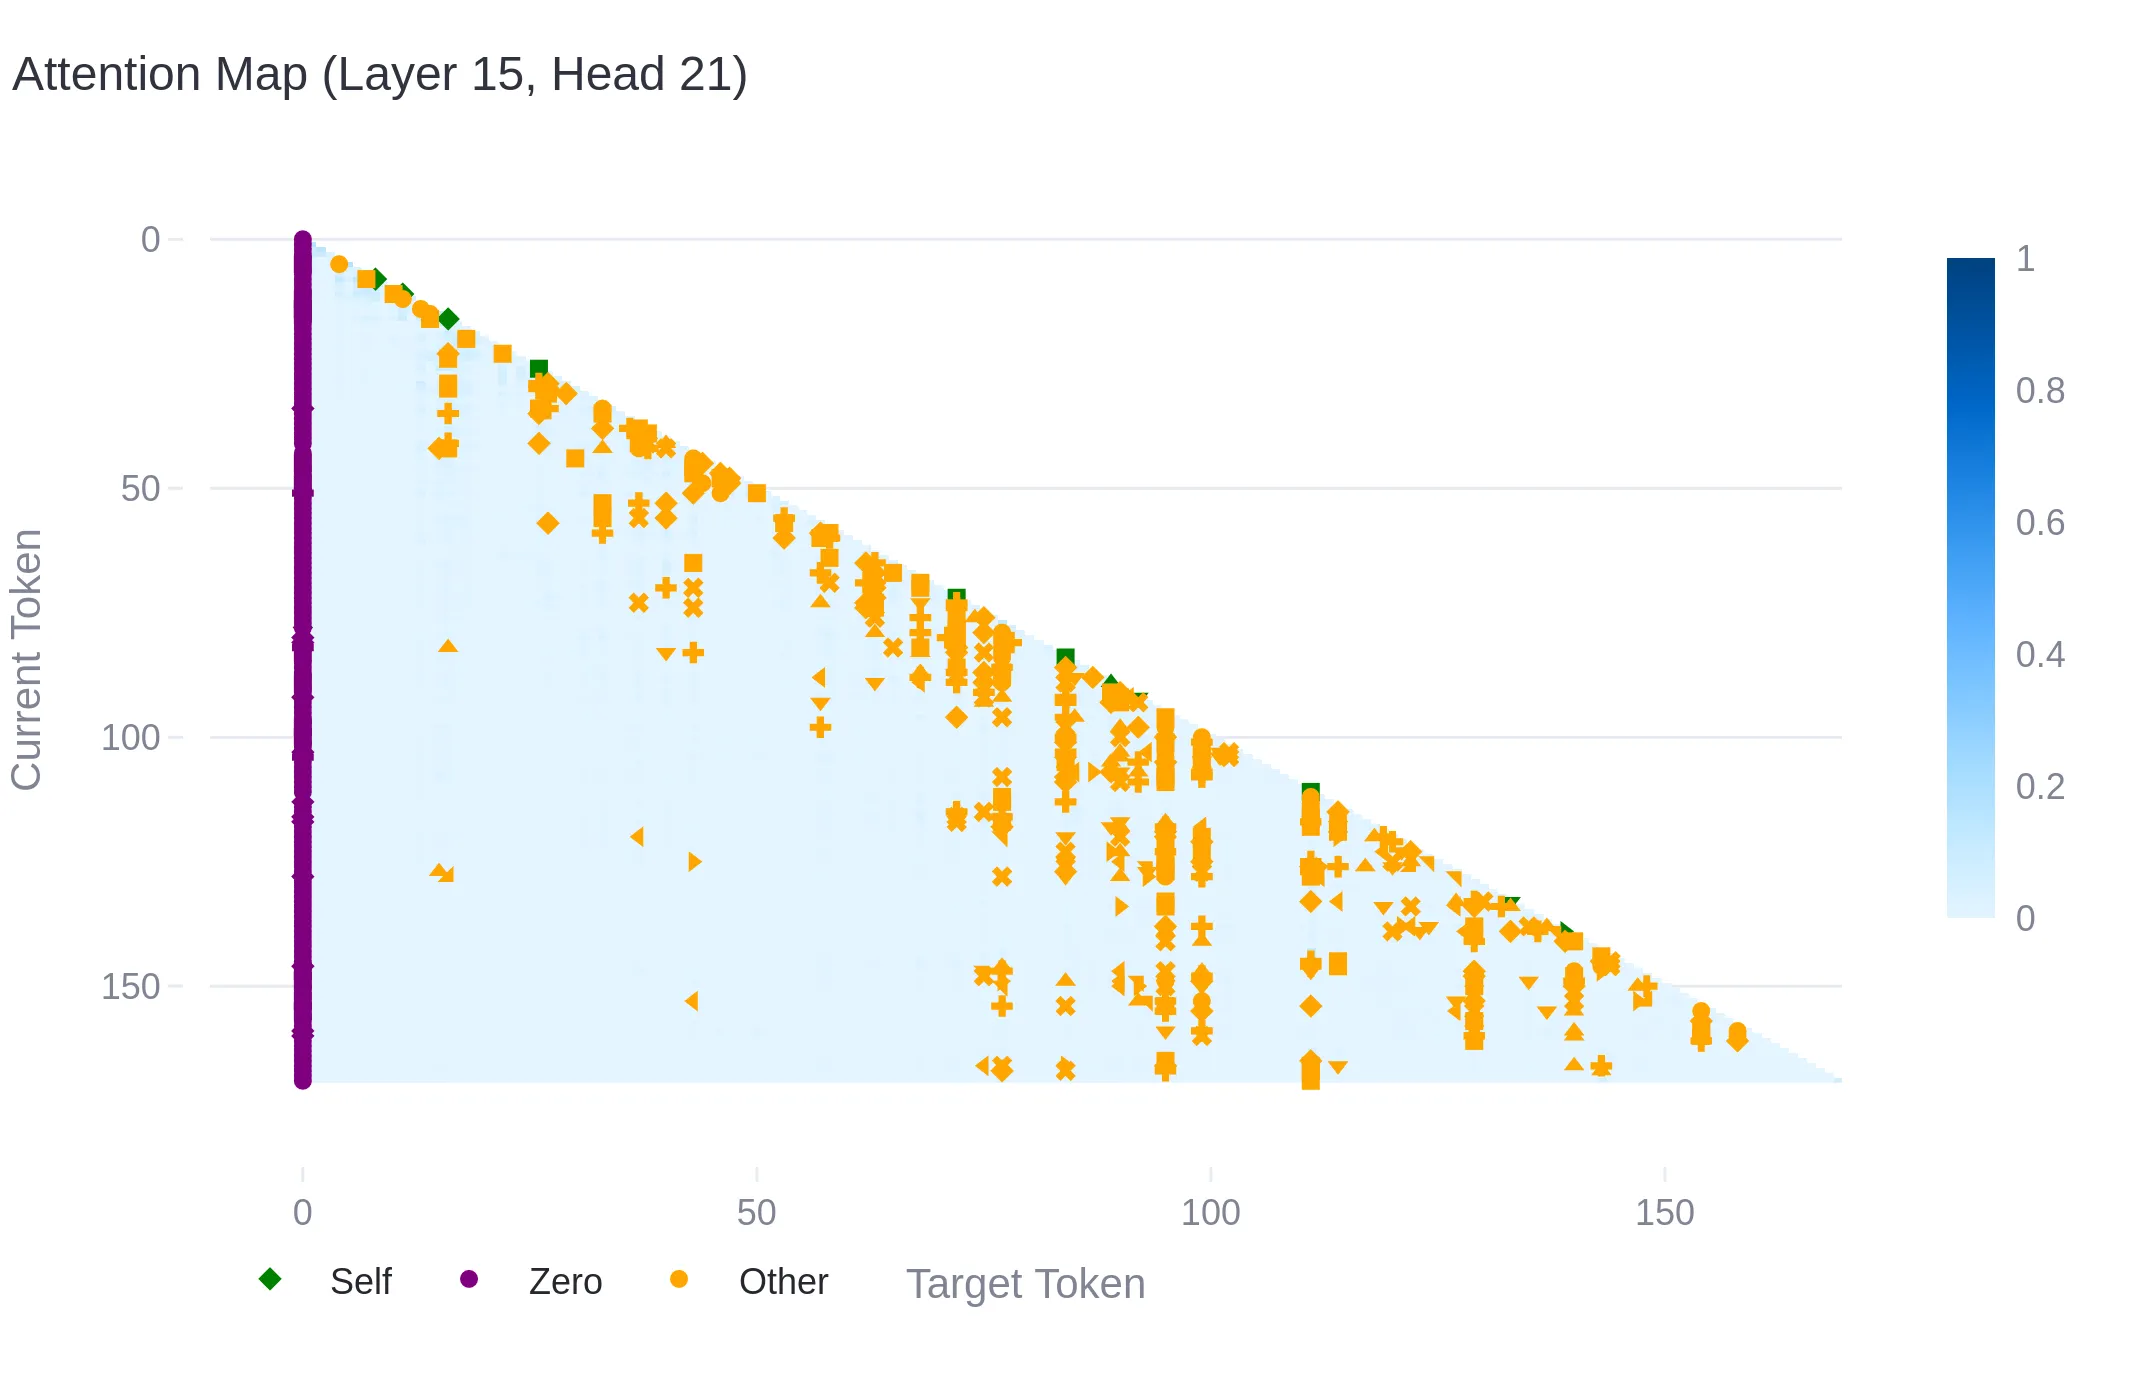 Attention Map (Layer 15, Head 21)
0
50
100
150
Current Token
0
50
100
150
Target Token
Self
Zero
Other
1
0.8
0.6
0.4
0.2
0